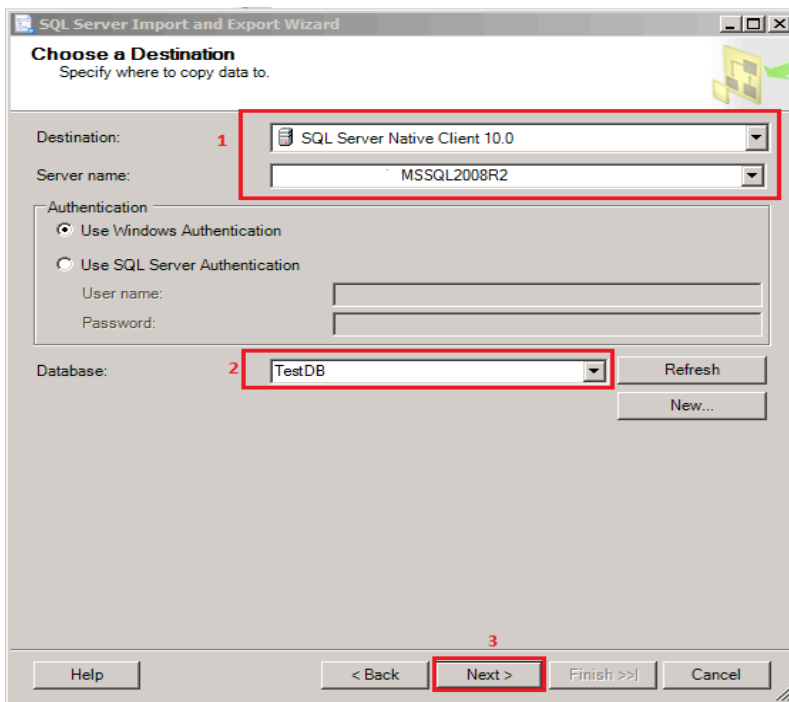 SQL Server Import and Export Wizard
Choose a Destination
Specify where to copy data to.
Destination:
1
SQL Server Native Client 10.0
Server name:
MSSQL2008R2
Authentication
Use Windows Authentication
Use SQL Server Authentication
User name:
Password:
Database:
2
TestDB
Refresh
New...
3
Help
< Back
Next >
Finish >>|
Cancel